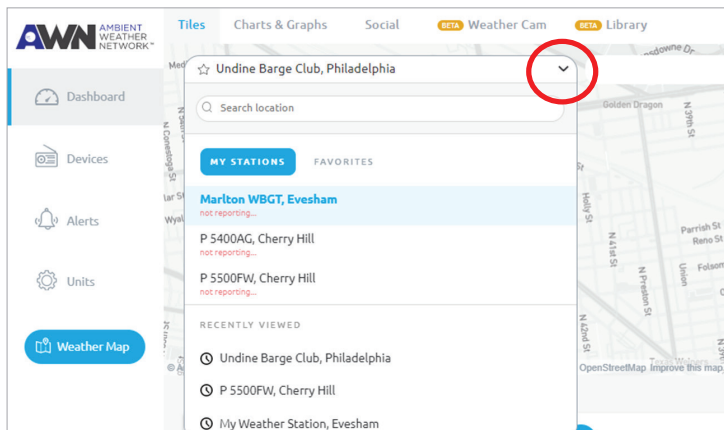 AWN AMBIENT
WEATHER
NETWORK
Tiles Charts & Graphs Social BETA Weather Cam BETA Library
Undine Barge Club, Philadelphia
Search location
Dashboard
Devices
Alerts
Units
Weather Map
MY STATIONS FAVORITES
Marlton WBGT, Evesham
not reporting...
P 5400AG, Cherry Hill
not reporting...
P 5500FW, Cherry Hill
not reporting...
RECENTLY VIEWED
Undine Barge Club, Philadelphia
P 5500FW, Cherry Hill
My Weather Station, Evesham
N Conestoga St
Golden Dragon
N 39th St
Holly St
N 41st St
Parrish St
Reno St
Union
Folsom
N Preston St
N 42nd St
OpenStreetMap Improve this map